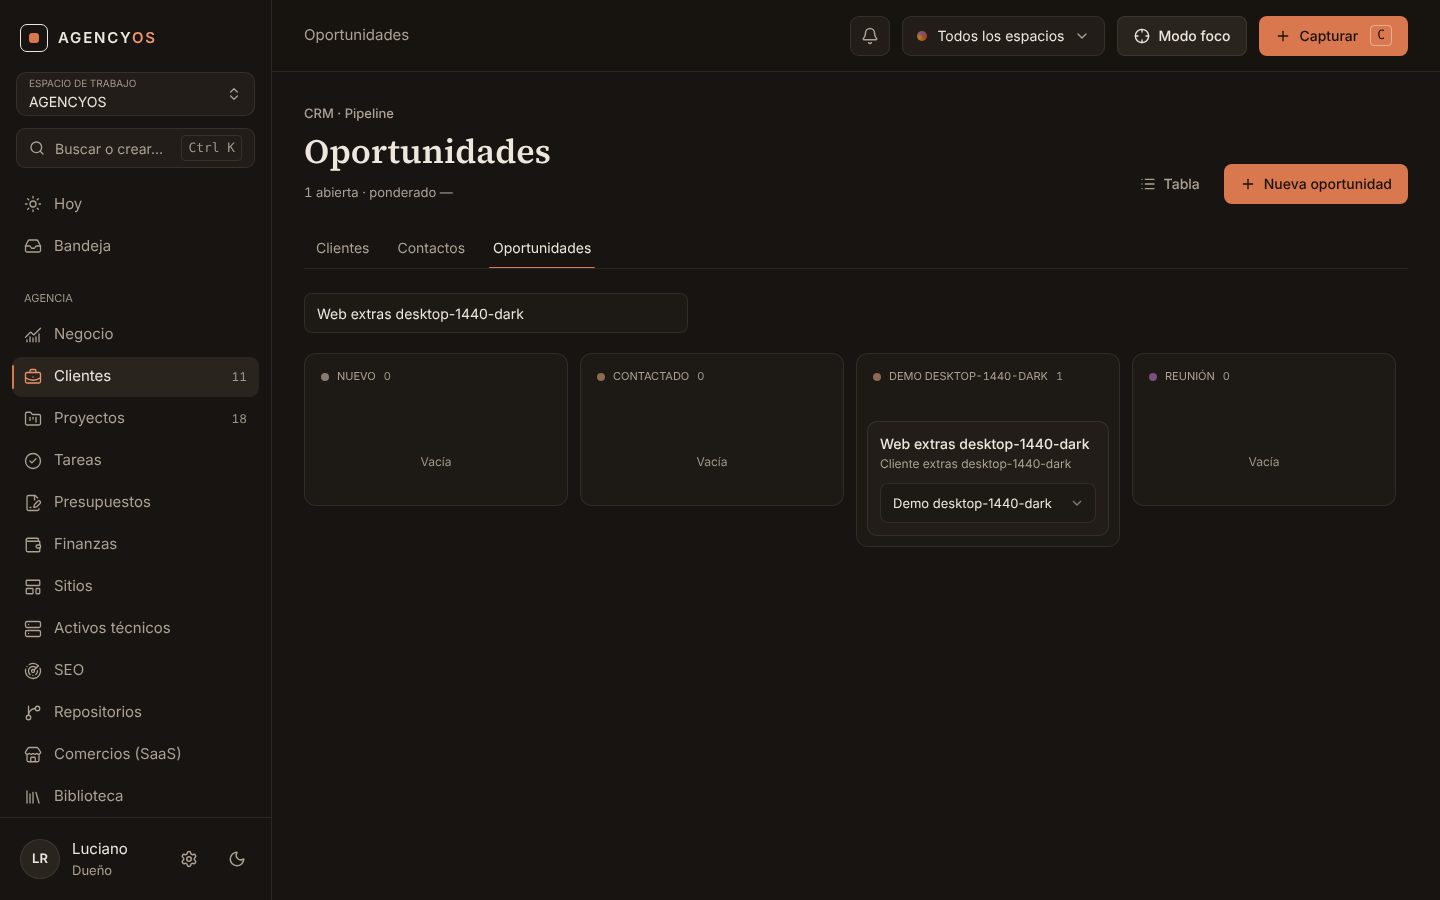 AGENCYOS
ESPACIO DE TRABAJO
AGENCYOS
Buscar o crear... Ctrl K
Hoy
Bandeja
AGENCIA
Negocio
Clientes 11
Proyectos 18
Tareas
Presupuestos
Finanzas
Sitios
Activos técnicos
SEO
Repositorios
Comercios (SaaS)
Biblioteca
LR
Luciano
Dueño
Oportunidades
Todos los espacios
Modo foco
Capturar C
CRM · Pipeline
Oportunidades
1 abierta · ponderado —
Tabla
Nueva oportunidad
Clientes Contactos Oportunidades
Web extras desktop-1440-dark
NUEVO 0
Vacía
CONTACTADO 0
Vacía
DEMO DESKTOP-1440-DARK 1
Web extras desktop-1440-dark
Cliente extras desktop-1440-dark
Demo desktop-1440-dark
REUNIÓN 0
Vacía